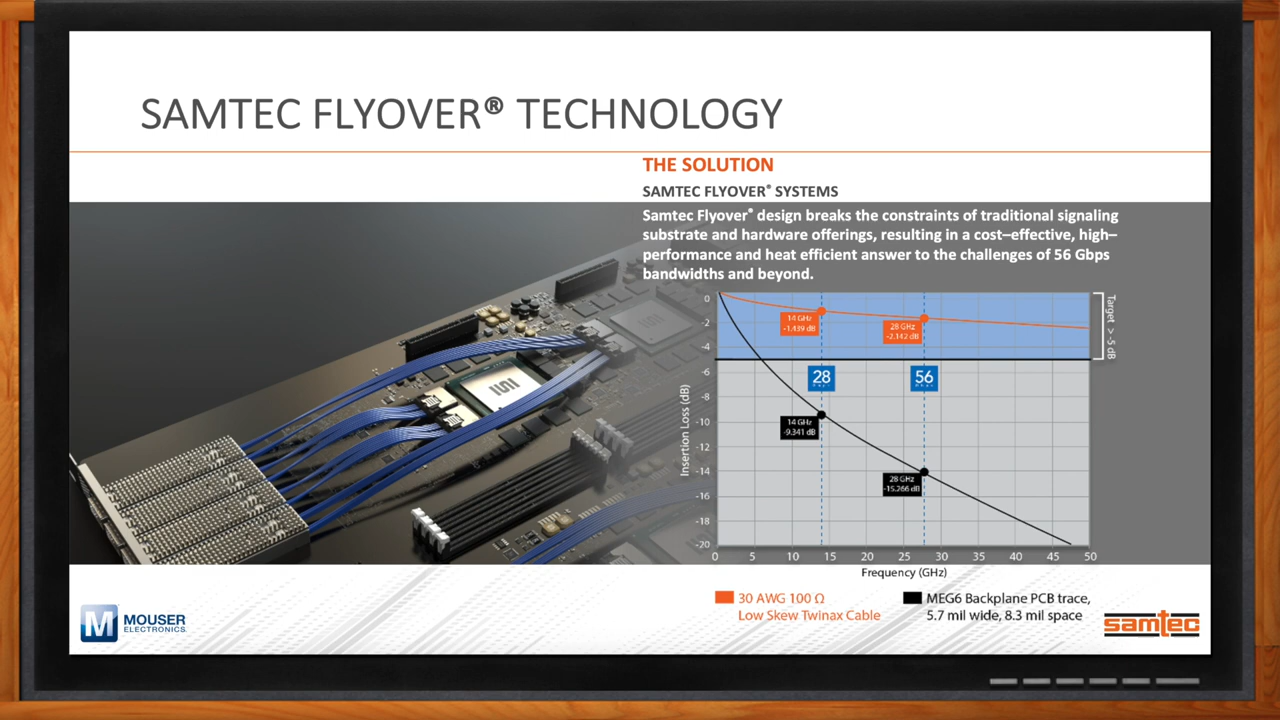 SAMTEC FLYOVER® TECHNOLOGY
THE SOLUTION
SAMTEC FLYOVER® SYSTEMS
Samtec Flyover® design breaks the constraints of traditional signaling
substrate and hardware offerings, resulting in a cost–effective, high–
performance and heat efficient answer to the challenges of 56 Gbps
bandwidths and beyond.
0
-2
-4
-6
-8
-10
-12
-14
-16
-18
-20
Insertion Loss (dB)
14 GHz
-1.439 dB
28 GHz
-2.142 dB
Target > -5 dB
28
56
14 GHz
-9.341 dB
28 GHz
-15.266 dB
0 5 10 15 20 25 30 35 40 45 50
Frequency (GHz)
30 AWG 100 Ω
Low Skew Twinax Cable
MEG6 Backplane PCB trace,
5.7 mil wide, 8.3 mil space
M
MOUSER
ELECTRONICS
samtec